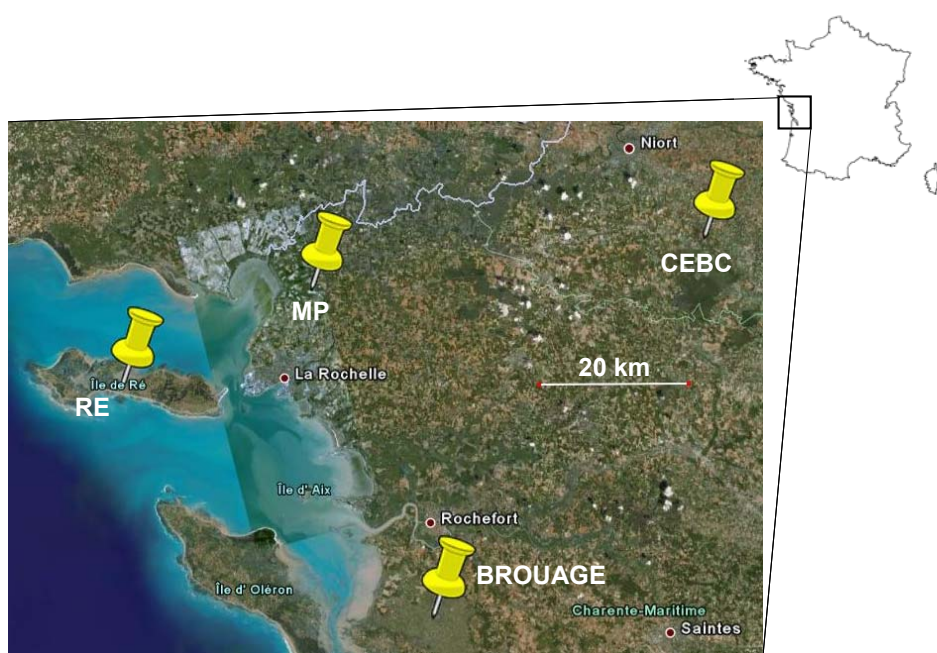 Niort
CEBC
MP
La Rochelle
20 km
Île de Ré
RE
Île d' Aix
Rochefort
BROUAGE
Île d' Oléron
Charente-Maritime
Saintes